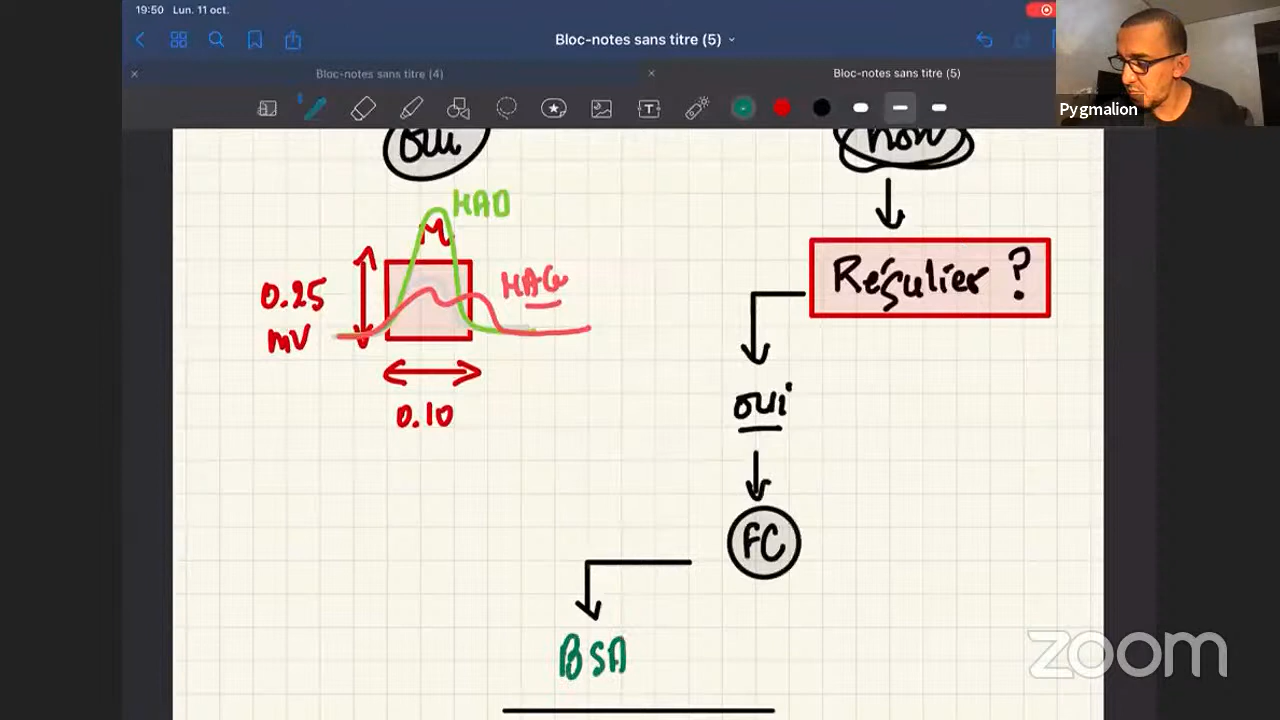 19:50 Lun. 11 oct.
Bloc-notes sans titre (5)
Bloc-notes sans titre (4)
Bloc-notes sans titre (5)
Pygmalion
oui
non
HAD
M
Régulier ?
HAG
0.25
mV
0.10
oui
FC
BSA
zoom